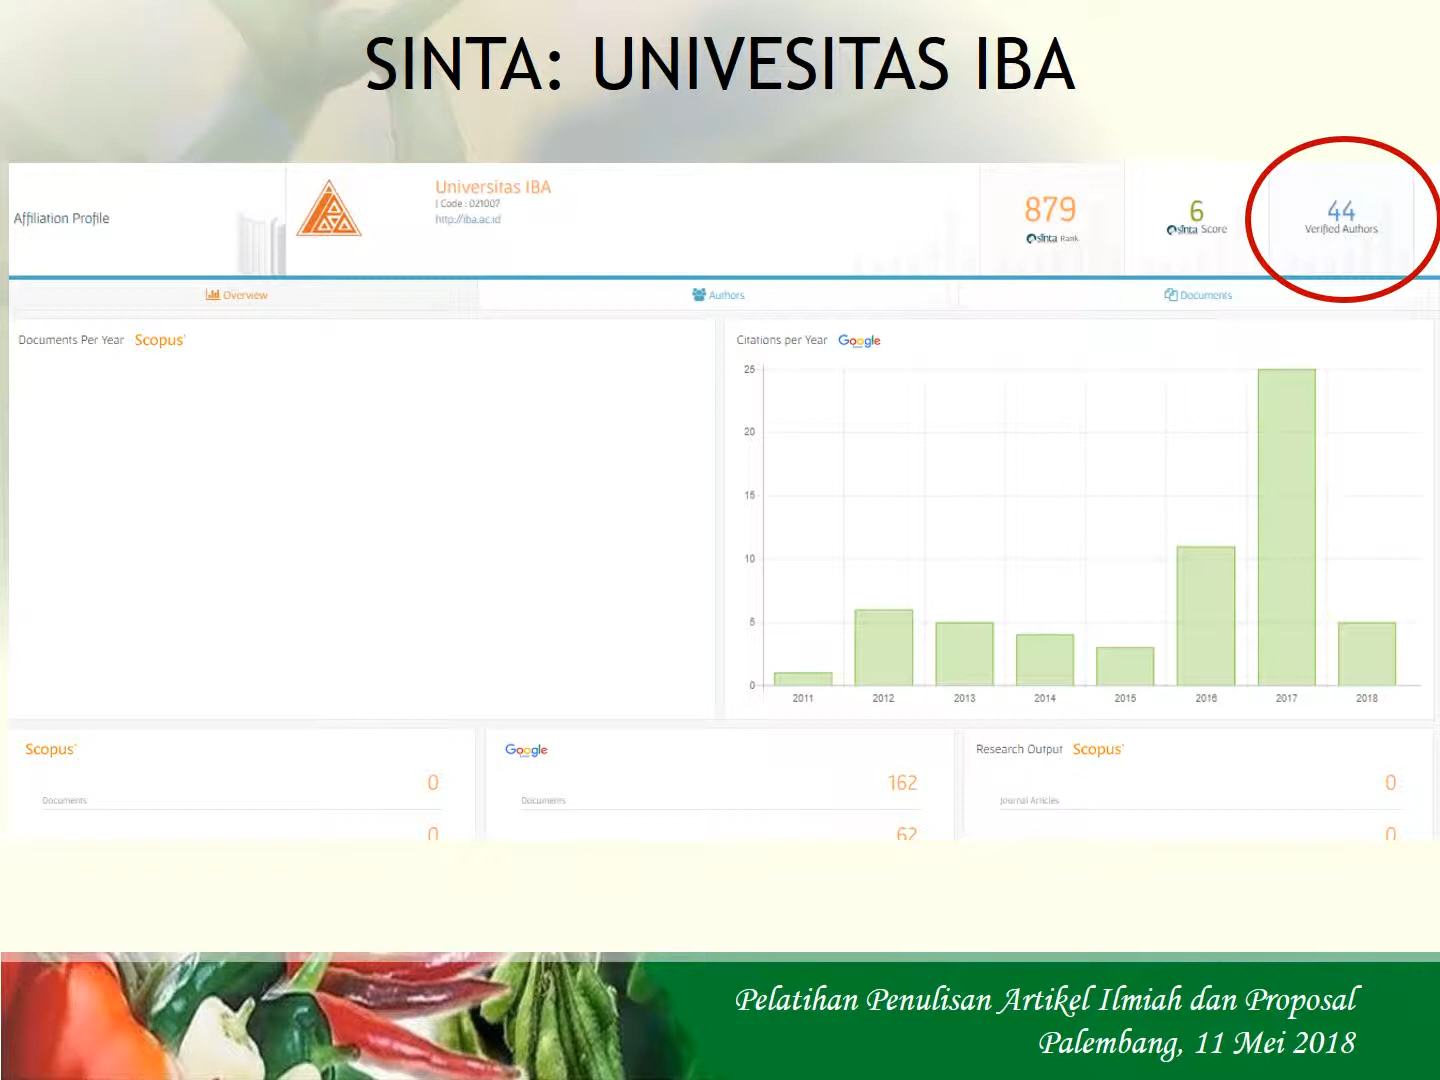 SINTA: UNIVESITAS IBA
Affiliation Profile
Universitas IBA
| Code : 021007
http://iba.ac.id
879
sinta Rank
6
sinta Score
44
Verified Authors
Overview
Authors
Documents
Documents Per Year Scopus
Citations per Year Google
25
20
15
10
5
0
2011 2012 2013 2014 2015 2016 2017 2018
Scopus
0
Documents
0
Google
162
Documents
62
Research Output Scopus
0
Journal Articles
0
Pelatihan Penulisan Artikel Ilmiah dan Proposal
Palembang, 11 Mei 2018